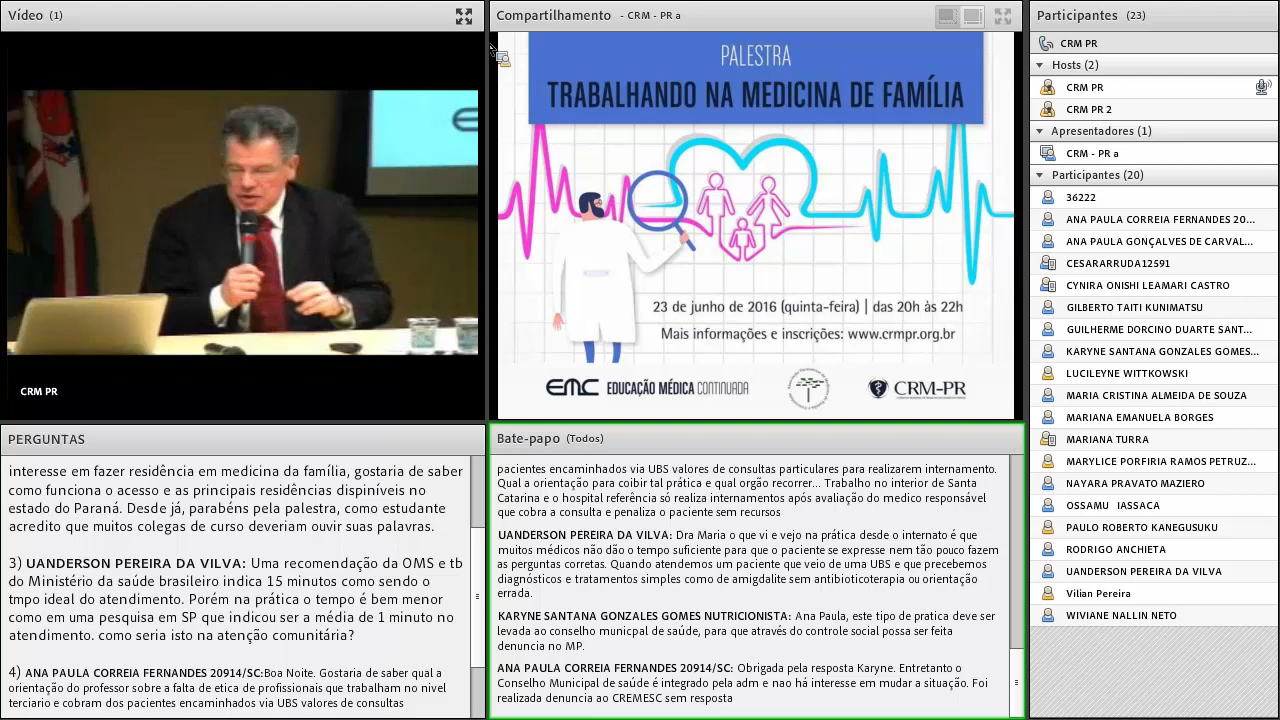 Vídeo (1)
CRM PR
Compartilhamento - CRM - PR a
PALESTRA
TRABALHANDO NA MEDICINA DE FAMÍLIA
23 de junho de 2016 (quinta-feira) | das 20h às 22h
Mais informações e inscrições: www.crmpr.org.br
EMC EDUCAÇÃO MÉDICA CONTINUADA
CRM-PR
PERGUNTAS
interesse em fazer residência em medicina da família, gostaria de saber
como funciona o acesso e as principais residências disponíveis no
estado do Paraná. Desde já, parabéns pela palestra, como estudante
acredito que muitos colegas de curso deveriam ouvir suas palavras.
3) UANDERSON PEREIRA DA VILVA: Uma recomendação da OMS e tb
do Ministério da saúde brasileiro indica 15 minutos como sendo o
tmpo ideal do atendimento. Porém na prática o tempo é bem menor
como em uma pesquisa em SP que indicou ser a média de 1 minuto no
atendimento. como seria isto na atenção comunitária?
4) ANA PAULA CORREIA FERNANDES 20914/SC:Boa Noite. Gostaria de saber qual a
orientação do professor sobre a falta de etica de profissionais que trabalham no nivel
terciario e cobram dos pacientes encaminhados via UBS valores de consultas
Bate-papo (Todos)
pacientes encaminhados via UBS valores de consultas particulares para realizarem internamento.
Qual a orientação para coibir tal prática e qual orgão recorrer... Trabalho no interior de Santa
Catarina e o hospital referência só realiza internamentos após avaliação do medico responsável
que cobra a consulta e penaliza o paciente sem recursos
UANDERSON PEREIRA DA VILVA: Dra Maria o que vi e vejo na prática desde o internato é que
muitos médicos não dão o tempo suficiente para que o paciente se expresse nem tão pouco fazem
as perguntas corretas. Quando atendemos um paciente que veio de uma UBS e que precebemos
diagnósticos e tratamentos simples como de amigdalite sem antibioticoterapia ou orientação
errada.
KARYNE SANTANA GONZALES GOMES NUTRICIONISTA: Ana Paula, este tipo de pratica deve ser
levada ao conselho municpal de saúde, para que através do controle social possa ser feita
denuncia no MP.
ANA PAULA CORREIA FERNANDES 20914/SC: Obrigada pela resposta Karyne. Entretanto o
Conselho Municipal de saúde é integrado pela adm e nao há interesse em mudar a situação. Foi
realizada denuncia ao CREMESC sem resposta
Participantes (23)
CRM PR
Hosts (2)
CRM PR
CRM PR 2
Apresentadores (1)
CRM - PR a
Participantes (20)
36222
ANA PAULA CORREIA FERNANDES 20...
ANA PAULA GONÇALVES DE CARVAL...
CESARARRUDA12591
CYNIRA ONISHI LEAMARI CASTRO
GILBERTO TAITI KUNIMATSU
GUILHERME DORCINO DUARTE SANT...
KARYNE SANTANA GONZALES GOMES...
LUCILEYNE WITTKOWSKI
MARIA CRISTINA ALMEIDA DE SOUZA
MARIANA EMANUELA BORGES
MARIANA TURRA
MARYLICE PORFIRIA RAMOS PETRUZ...
NAYARA PRAVATO MAZIERO
OSSAMU IASSACA
PAULO ROBERTO KANEGUSUKU
RODRIGO ANCHIETA
UANDERSON PEREIRA DA VILVA
Vilian Pereira
WIVIANE NALLIN NETO